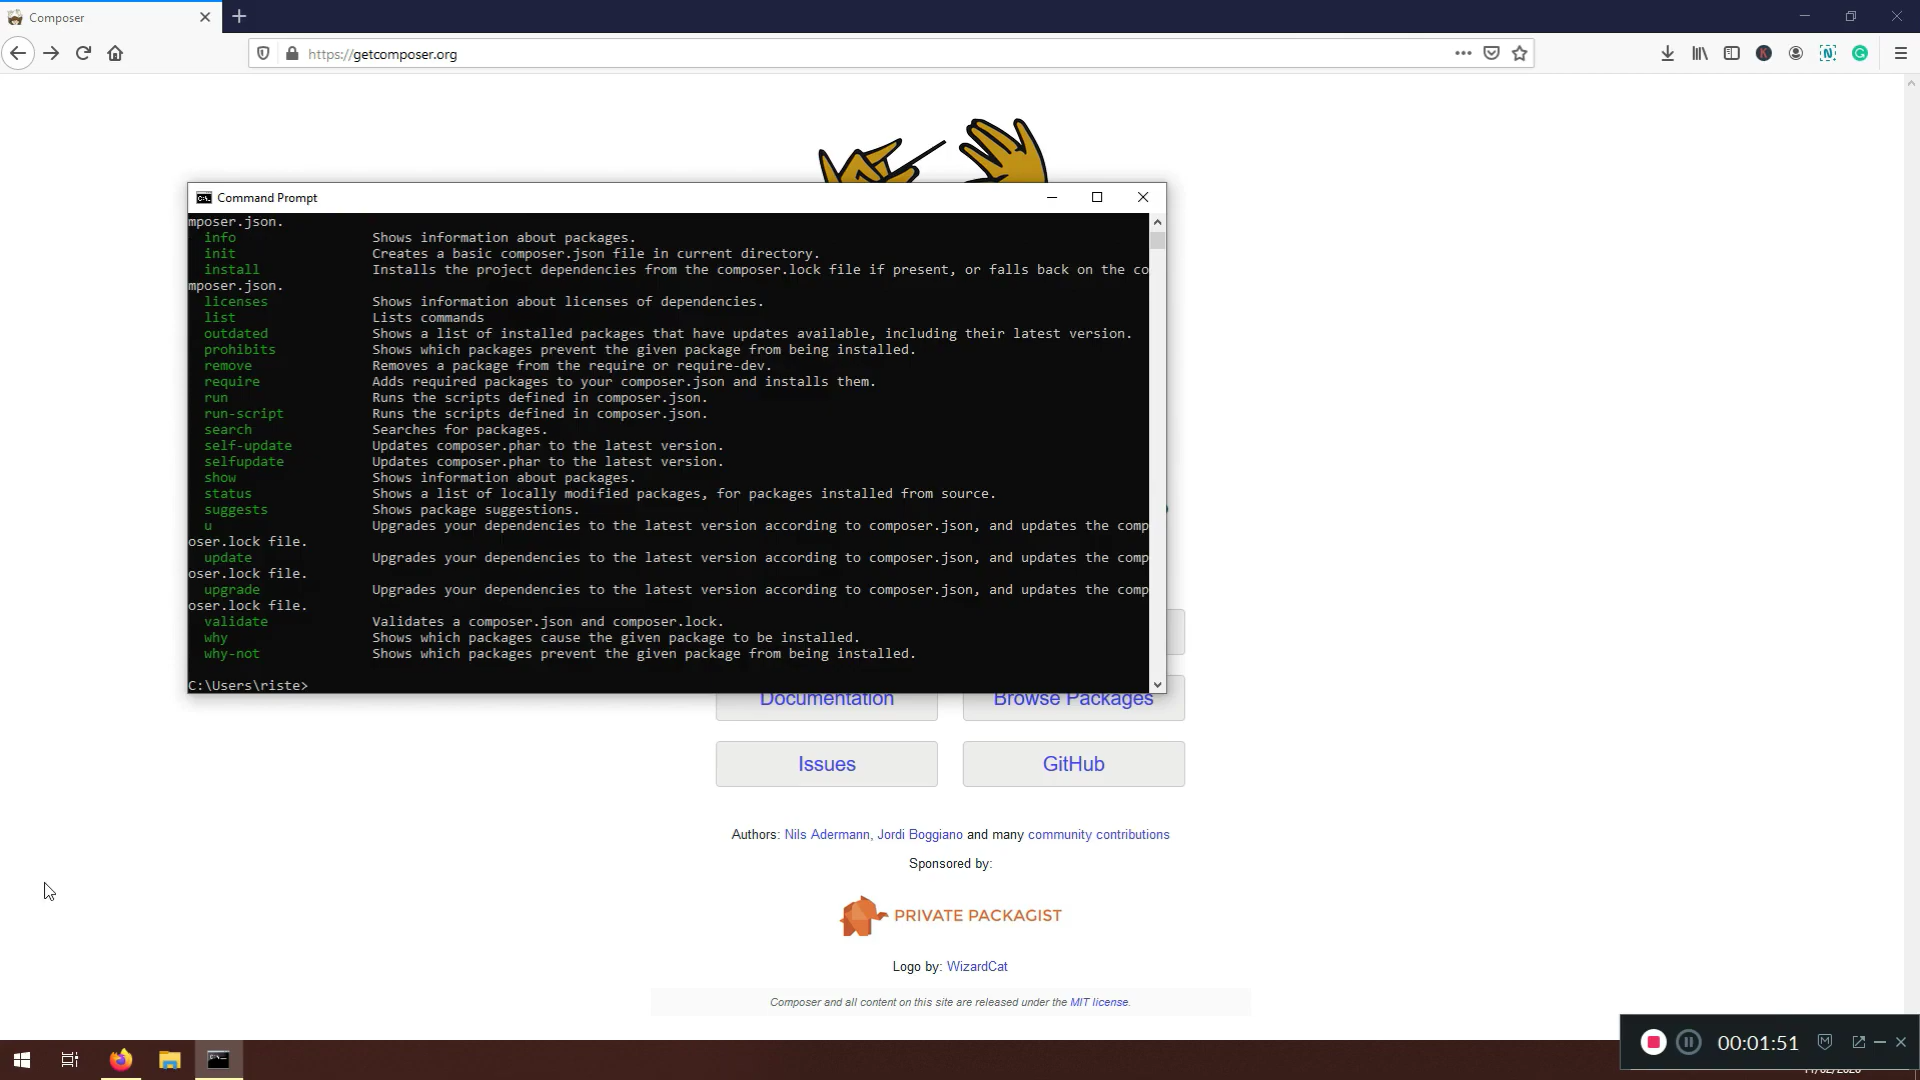 Composer
https://getcomposer.org
Command Prompt
mposer.json.
info Shows information about packages.
init Creates a basic composer.json file in current directory.
install Installs the project dependencies from the composer.lock file if present, or falls back on the co
mposer.json.
licenses Shows information about licenses of dependencies.
list Lists commands
outdated Shows a list of installed packages that have updates available, including their latest version.
prohibits Shows which packages prevent the given package from being installed.
remove Removes a package from the require or require-dev.
require Adds required packages to your composer.json and installs them.
run Runs the scripts defined in composer.json.
run-script Runs the scripts defined in composer.json.
search Searches for packages.
self-update Updates composer.phar to the latest version.
selfupdate Updates composer.phar to the latest version.
show Shows information about packages.
status Shows a list of locally modified packages, for packages installed from source.
suggests Shows package suggestions.
u Upgrades your dependencies to the latest version according to composer.json, and updates the comp
oser.lock file.
update Upgrades your dependencies to the latest version according to composer.json, and updates the comp
oser.lock file.
upgrade Upgrades your dependencies to the latest version according to composer.json, and updates the comp
oser.lock file.
validate Validates a composer.json and composer.lock.
why Shows which packages cause the given package to be installed.
why-not Shows which packages prevent the given package from being installed.
C:\Users\riste>
Documentation Browse Packages
Issues GitHub
Authors: Nils Adermann, Jordi Boggiano and many community contributions
Sponsored by:
PRIVATE PACKAGIST
Logo by: WizardCat
Composer and all content on this site are released under the MIT license.
00:01:51